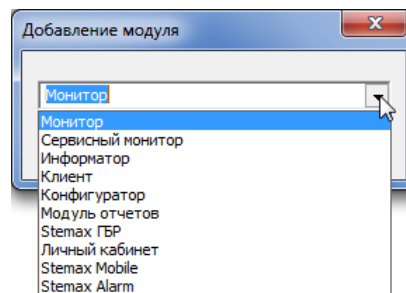 Добавление модуля
Монитор
Монитор
Сервисный монитор
Информатор
Клиент
Конфигуратор
Модуль отчетов
Stemax ГБР
Личный кабинет
Stemax Mobile
Stemax Alarm